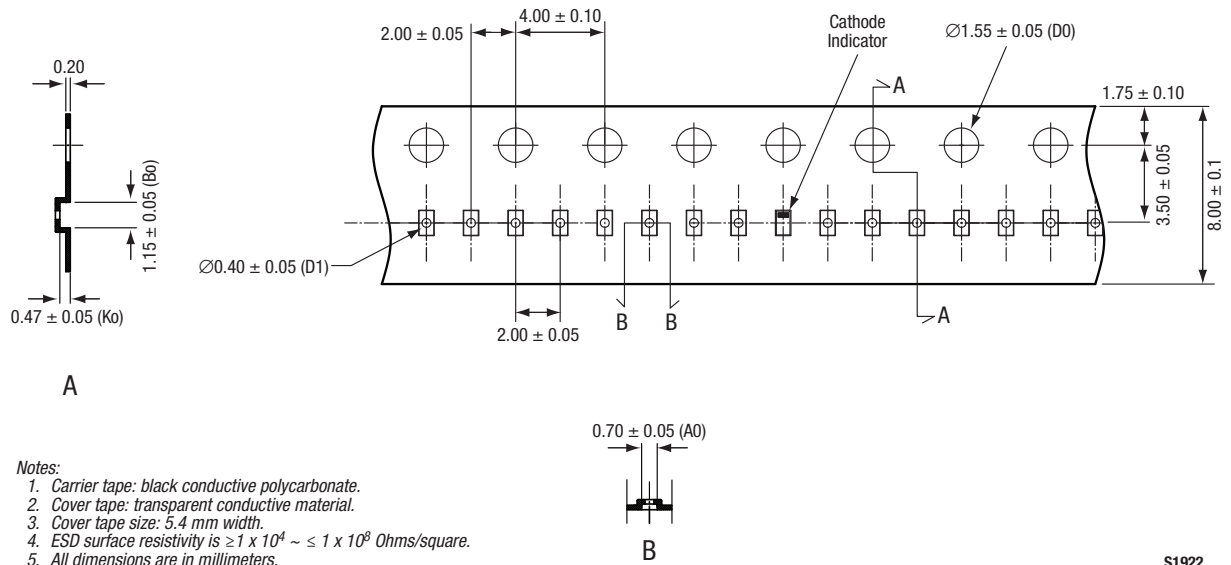 4.00 ± 0.10
2.00 ± 0.05
Cathode
Indicator
Ø1.55 ± 0.05 (D0)
0.20
A
1.75 ± 0.10
1.15 ± 0.05 (Bo)
3.50 ± 0.05
8.00 ± 0.1
Ø0.40 ± 0.05 (D1)
0.47 ± 0.05 (Ko)
B
B
A
2.00 ± 0.05
A
0.70 ± 0.05 (A0)
B
Notes:
1. Carrier tape: black conductive polycarbonate.
2. Cover tape: transparent conductive material.
3. Cover tape size: 5.4 mm width.
4. ESD surface resistivity is ≥1 x 10⁴ ~ ≤ 1 x 10⁸ Ohms/square.
5. All dimensions are in millimeters.
S1922